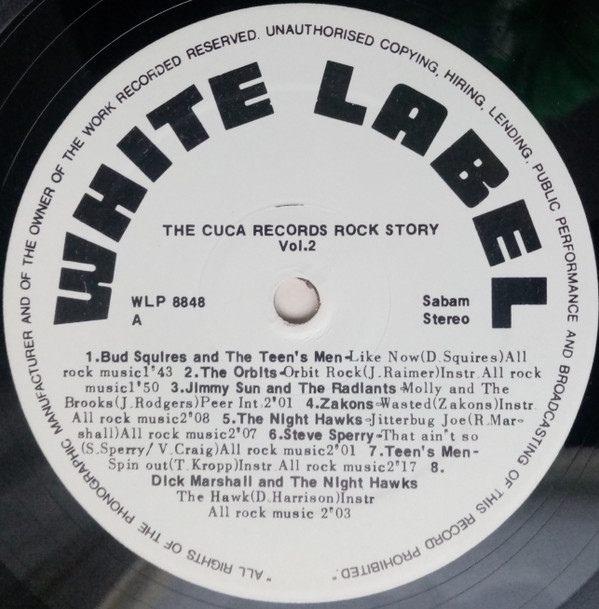 "ALL RIGHTS OF THE PHONOGRAPHIC MANUFACTURER AND OF THE OWNER OF THE WORK RECORDED RESERVED. UNAUTHORISED COPYING, HIRING, LENDING, PUBLIC PERFORMANCE AND BROADCASTING OF THIS RECORD PROHIBITED."
WHITE LABEL
THE CUCA RECORDS ROCK STORY
Vol.2
WLP 8848 Sabam
A Stereo
1.Bud Squires and The Teen's Men-Like Now(D.Squires)All
rock music1'43 2.The Orbits-Orbit Rock(J.Raimer)Instr.All rock
music1"50 3.Jimmy Sun and The Radiants-Molly and The
Brooks(J.Rodgers)Peer Int.2"01 4.Zakons-Wasted(Zakons)Instr.
All rock music2"08 5.The Night Hawks-Jitterbug Joe(R.Mar-
shall)All rock music2"07 6.Steve Sperry-That ain"t so
(S.Sperry/ V.Craig)All rock music2"01 7.Teen's Men-
Spin out(T.Kropp)Instr All rock music2"17 8.
Dick Marshall and The Night Hawks
The Hawk(D.Harrison)Instr
All rock music 2"03